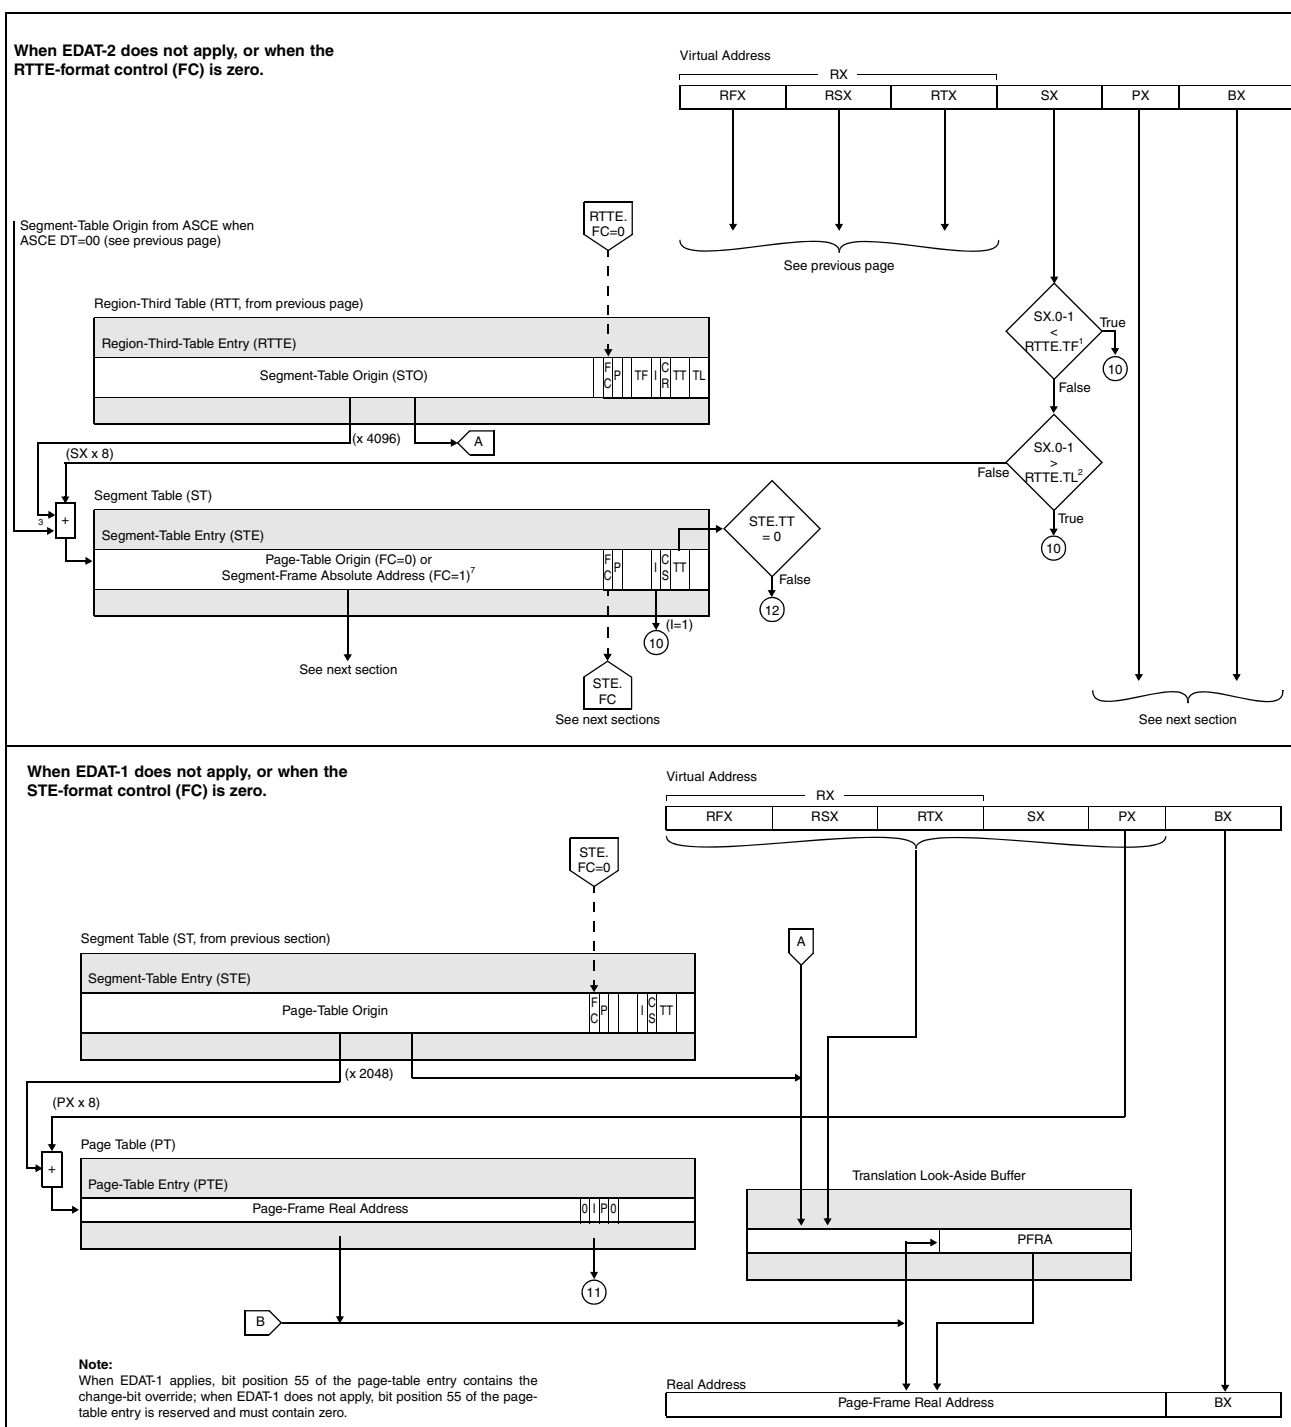 When EDAT-2 does not apply, or when the
RTTE-format control (FC) is zero.
Virtual Address
RX
RFX RSX RTX SX PX BX
Segment-Table Origin from ASCE when
ASCE DT=00 (see previous page)
RTTE.
FC=0
See previous page
Region-Third Table (RTT, from previous page)
SX.0-1
<
RTTE.TF1
True
10
False
Region-Third-Table Entry (RTTE)
Segment-Table Origin (STO) FC P TF I CR TT TL
(x 4096)
A
(SX x 8)
SX.0-1
>
RTTE.TL2
False
True
10
Segment Table (ST)
3
+
Segment-Table Entry (STE)
STE.TT
= 0
Page-Table Origin (FC=0) or
Segment-Frame Absolute Address (FC=1)7
FC P I CS TT
False
12
(I=1)
10
See next section
STE.
FC
See next sections
See next section
When EDAT-1 does not apply, or when the
STE-format control (FC) is zero.
Virtual Address
RX
RFX RSX RTX SX PX BX
STE.
FC=0
Segment Table (ST, from previous section)
A
Segment-Table Entry (STE)
Page-Table Origin FC P I CS TT
(x 2048)
(PX x 8)
Page Table (PT)
+
Page-Table Entry (PTE)
Translation Look-Aside Buffer
Page-Frame Real Address 0 I P 0
PFRA
11
B
Note:
When EDAT-1 applies, bit position 55 of the page-table entry contains the
change-bit override; when EDAT-1 does not apply, bit position 55 of the page-
table entry is reserved and must contain zero.
Real Address
Page-Frame Real Address BX